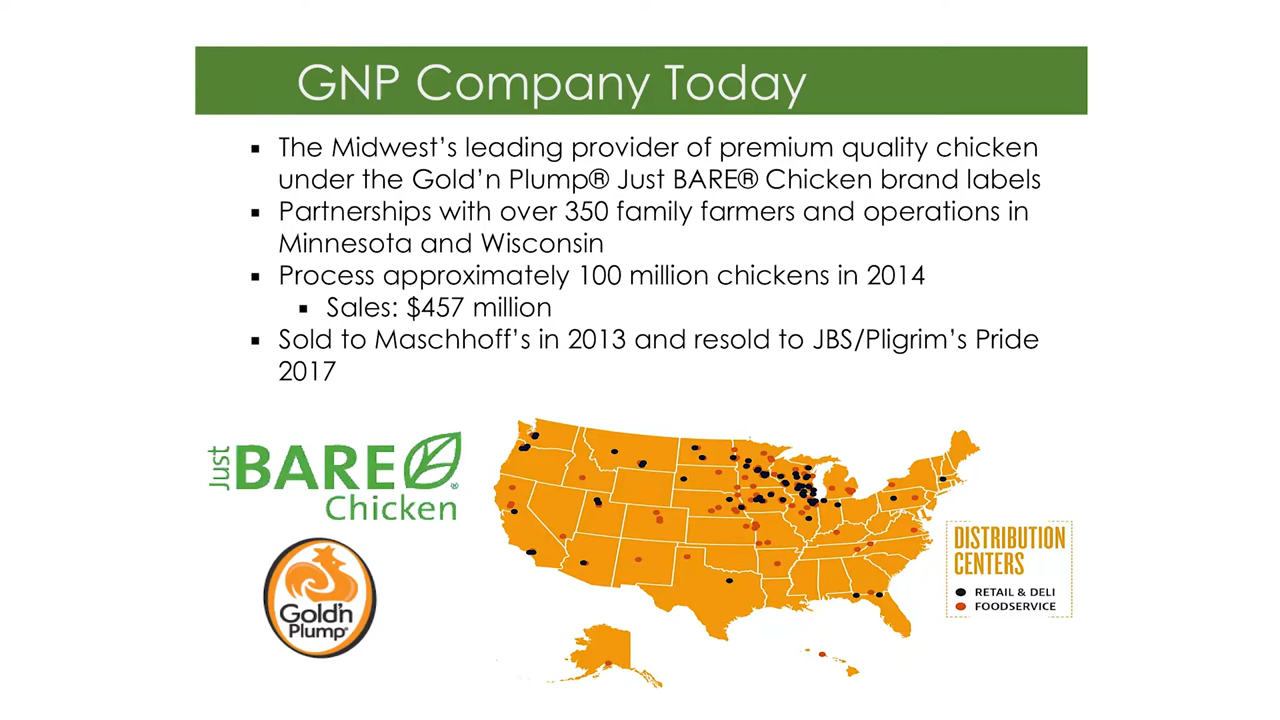 GNP Company Today
▪ The Midwest’s leading provider of premium quality chicken
under the Gold’n Plump® Just BARE® Chicken brand labels
▪ Partnerships with over 350 family farmers and operations in
Minnesota and Wisconsin
▪ Process approximately 100 million chickens in 2014
▪ Sales: $457 million
▪ Sold to Maschhoff’s in 2013 and resold to JBS/Pligrim’s Pride
2017
Just BARE®
Chicken
Gold'n
Plump®
DISTRIBUTION
CENTERS
RETAIL & DELI
FOODSERVICE